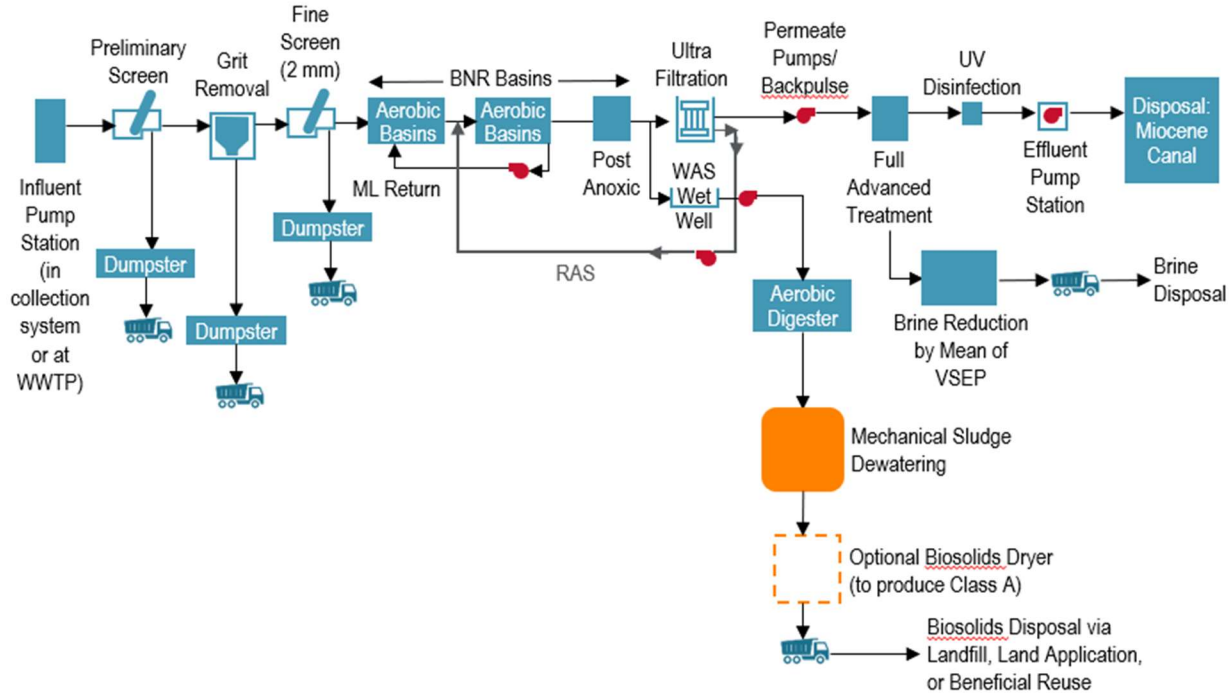 Preliminary
Screen
Grit
Removal
Fine
Screen
(2 mm)
BNR Basins
Ultra
Filtration
Permeate
Pumps/
Backpulse
UV
Disinfection
Aerobic
Basins
Aerobic
Basins
Disposal:
Miocene
Canal
Influent
Pump
Station
(in
collection
system
or at
WWTP)
ML Return
Post
Anoxic
WAS
Wet
Well
Full
Advanced
Treatment
Effluent
Pump
Station
Dumpster
Dumpster
Dumpster
RAS
Aerobic
Digester
Brine Reduction
by Mean of
VSEP
Brine
Disposal
Mechanical Sludge
Dewatering
Optional Biosolids Dryer
(to produce Class A)
Biosolids Disposal via
Landfill, Land Application,
or Beneficial Reuse